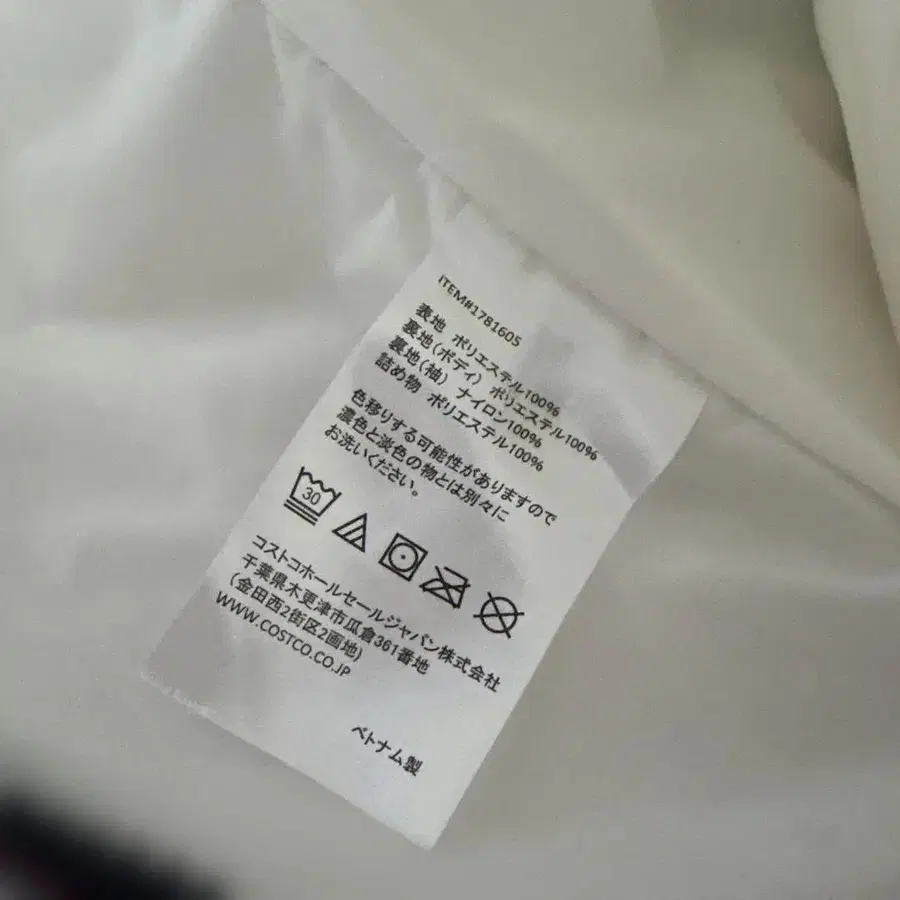 ITEM#1781605
表地 ポリエステル100%
裏地(ボディ) ポリエステル100%
裏地(袖) ナイロン100%
詰め物 ポリエステル100%
色移りする可能性がありますので
濃色と淡色の物とは別々に
お洗いください。
30
コストコホールセールジャパン株式会社
千葉県木更津市瓜倉361番地
(金田西2街区2画地)
WWW.COSTCO.CO.JP
ベトナム製